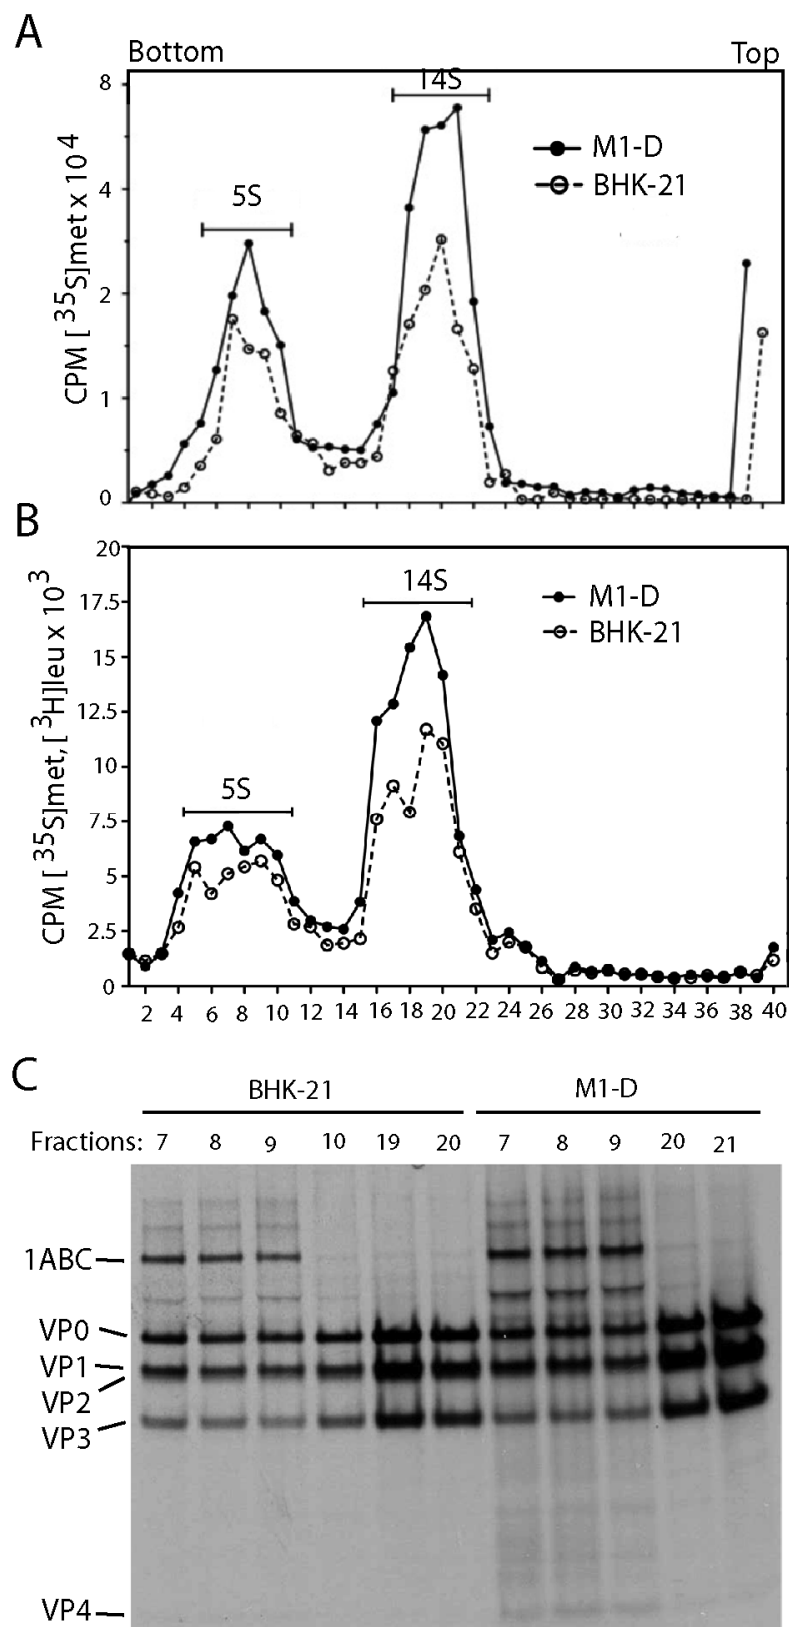 A
Bottom Top
14S
8
M1-D
BHK-21
5S
4
2
1
0
CPM [ ³⁵S]met x 10⁴
B
20
14S
17.5
M1-D
BHK-21
15
12.5
10
5S
7.5
5
2.5
0
CPM [ ³⁵S]met, [ ³H]leu x 10³
2 4 6 8 10 12 14 16 18 20 22 24 26 28 30 32 34 36 38 40
C
BHK-21 M1-D
Fractions: 7 8 9 10 19 20 7 8 9 20 21
1ABC
VP0
VP1
VP2
VP3
VP4